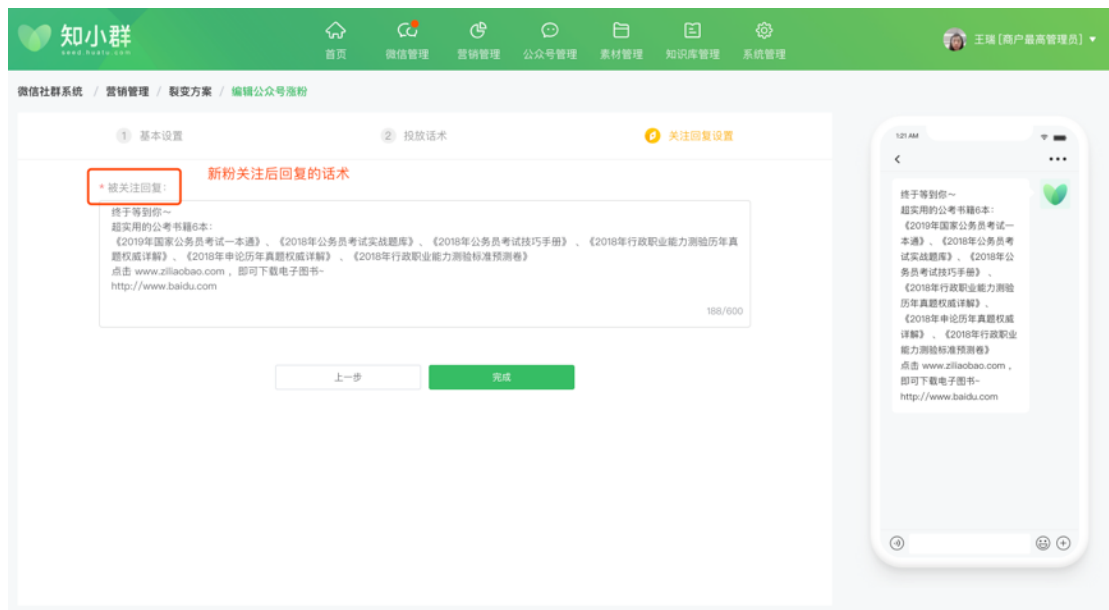 知小群
seed.huatu.com
首页
微信管理
营销管理
公众号管理
素材管理
知识库管理
系统管理
王瑞 [商户最高管理员]
微信社群系统 / 营销管理 / 裂变方案 / 编辑公众号涨粉
1 基本设置
2 投放话术
关注回复设置
新粉关注后回复的话术
* 被关注回复:
终于等到你~
超实用的公考书籍6本:
《2019年国家公务员考试一本通》、《2018年公务员考试实战题库》、《2018年公务员考试技巧手册》 、《2018年行政职业能力测验历年真
题权威详解》、《2018年申论历年真题权威详解》 、《2018年行政职业能力测验标准预测卷》
点击 www.ziliaobao.com ，即可下载电子图书~
http://www.baidu.com
188/600
上一步
完成
1:21 AM
终于等到你~
超实用的公考书籍6本:
《2019年国家公务员考试一
本通》、《2018年公务员考
试实战题库》、《2018年公
务员考试技巧手册》 、
《2018年行政职业能力测验
历年真题权威详解》、
《2018年申论历年真题权威
详解》 、《2018年行政职业
能力测验标准预测卷》
点击 www.ziliaobao.com ，
即可下载电子图书~
http://www.baidu.com